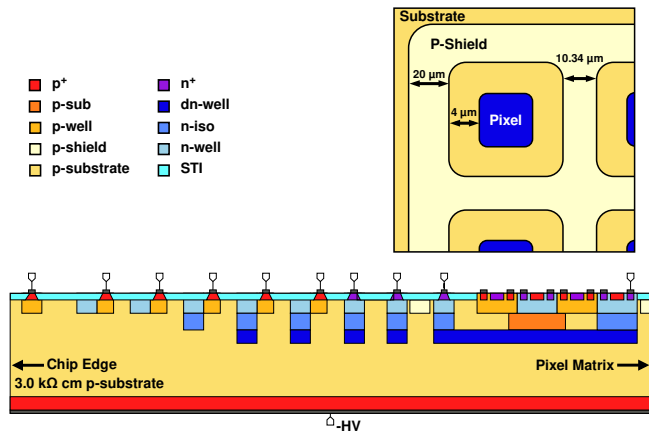 Substrate
P-Shield
10.34 µm
20 µm
4 µm
Pixel
p+
p-sub
p-well
p-shield
p-substrate
n+
dn-well
n-iso
n-well
STI
Chip Edge
Pixel Matrix
3.0 kΩ cm p-substrate
-HV